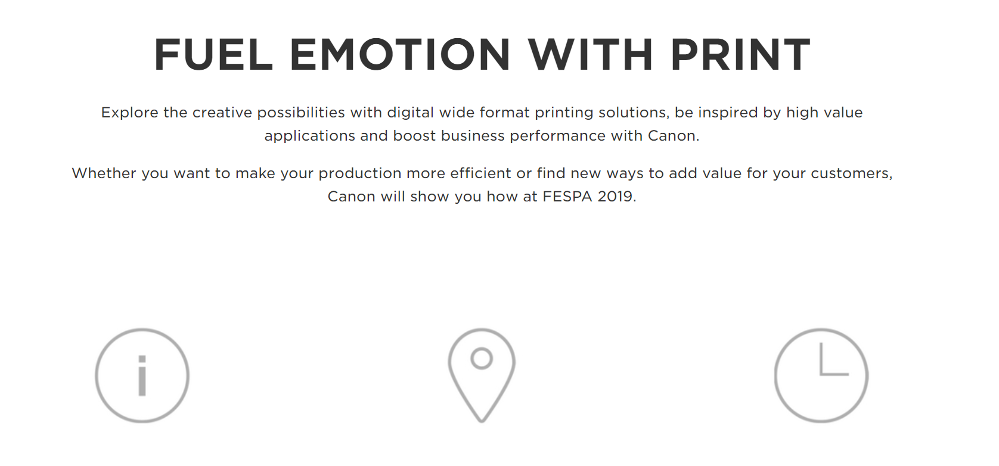 FUEL EMOTION WITH PRINT
Explore the creative possibilities with digital wide format printing solutions, be inspired by high value
applications and boost business performance with Canon.
Whether you want to make your production more efficient or find new ways to add value for your customers,
Canon will show you how at FESPA 2019.
i